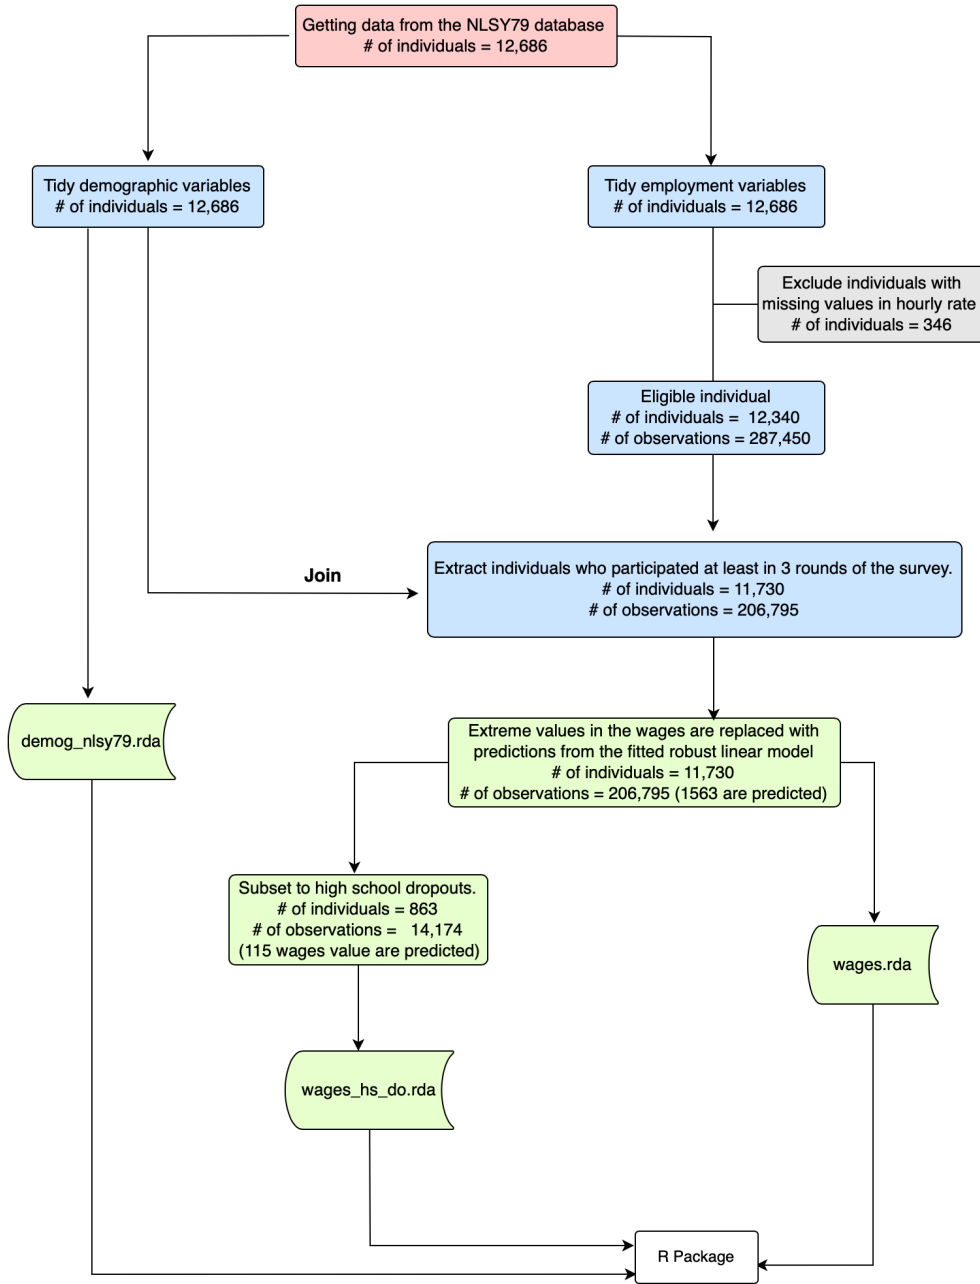 Getting data from the NLSY79 database
# of individuals = 12,686
Tidy demographic variables
# of individuals = 12,686
Tidy employment variables
# of individuals = 12,686
Exclude individuals with
missing values in hourly rate
# of individuals = 346
Eligible individual
# of individuals = 12,340
# of observations = 287,450
Join
Extract individuals who participated at least in 3 rounds of the survey.
# of individuals = 11,730
# of observations = 206,795
demog_nlsy79.rda
Extreme values in the wages are replaced with
predictions from the fitted robust linear model
# of individuals = 11,730
# of observations = 206,795 (1563 are predicted)
Subset to high school dropouts.
# of individuals = 863
# of observations = 14,174
(115 wages value are predicted)
wages.rda
wages_hs_do.rda
R Package